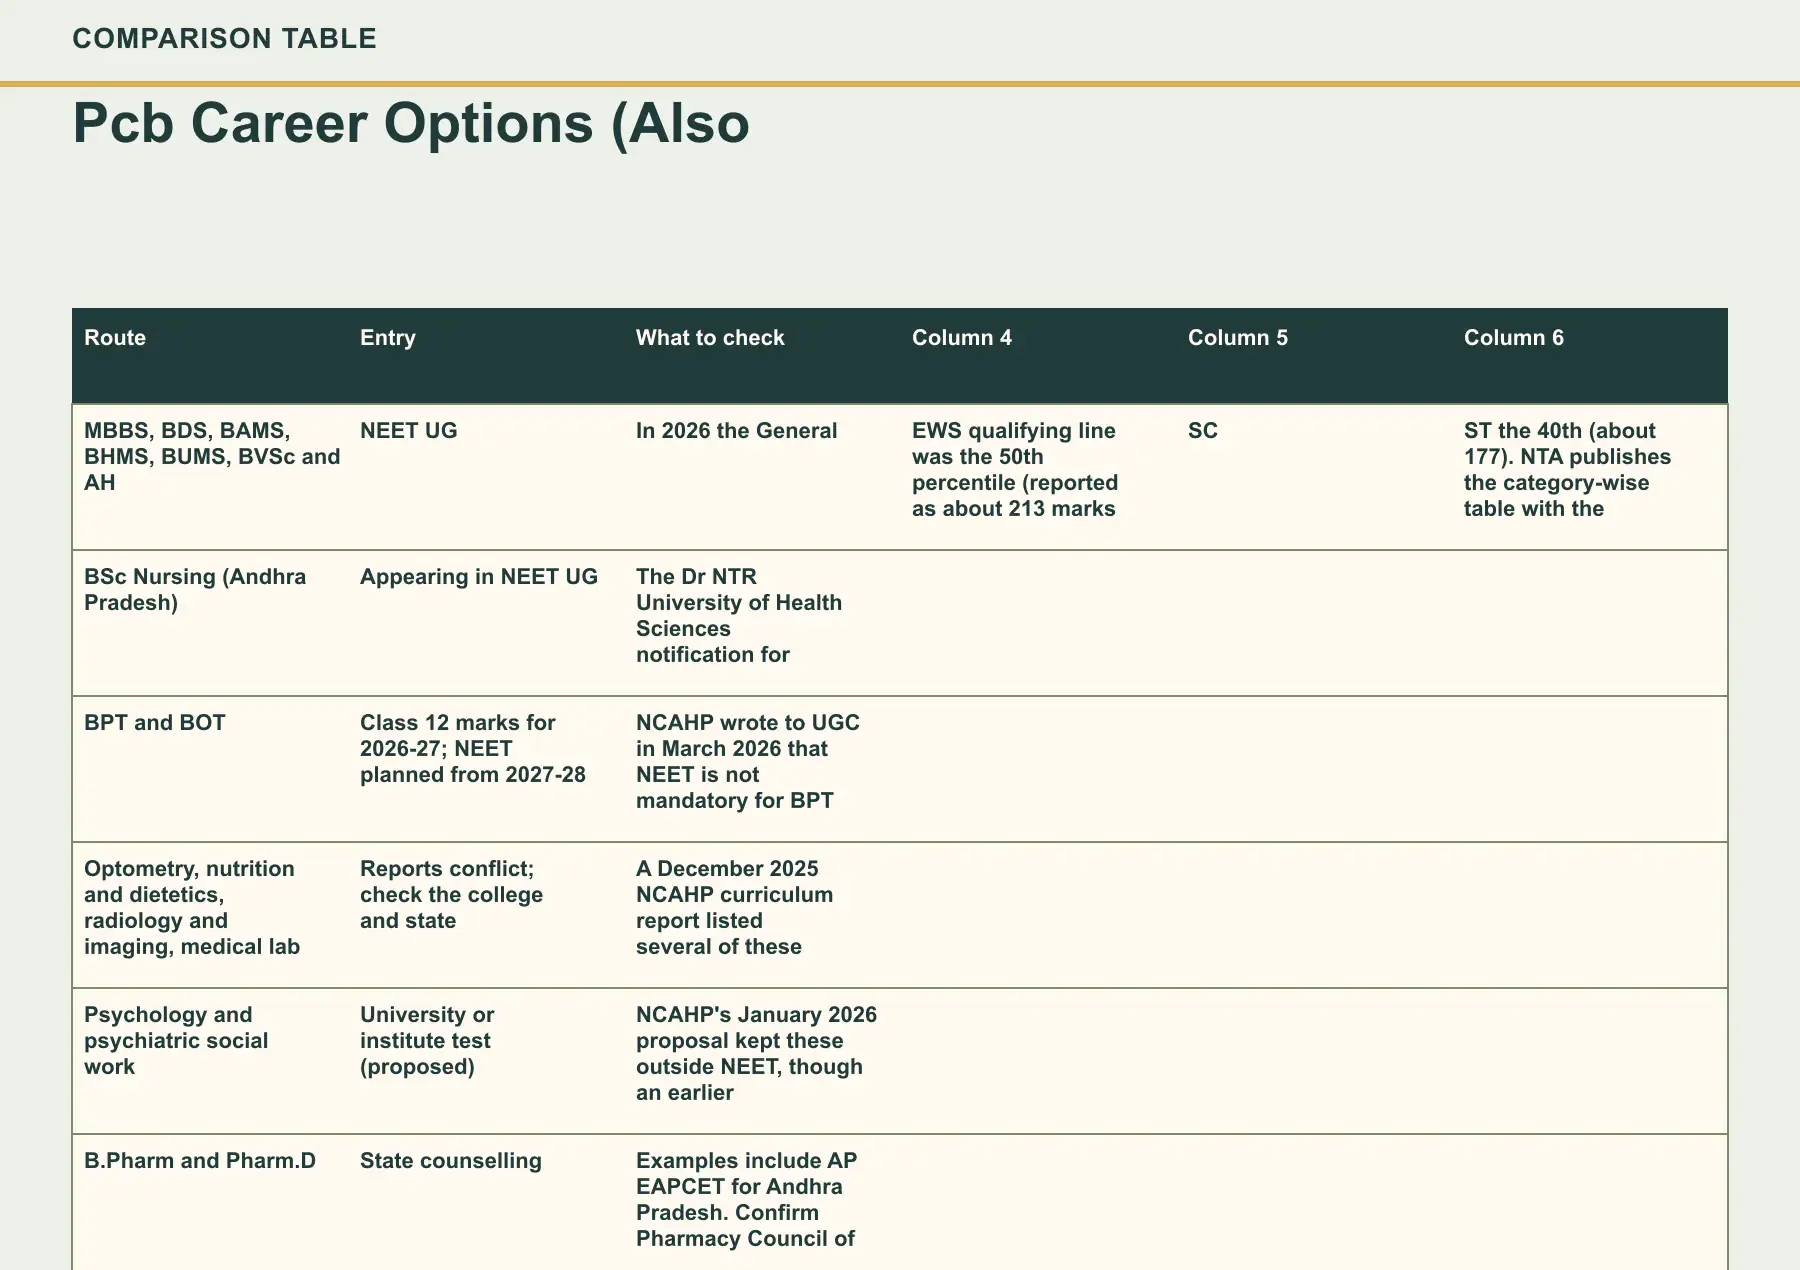 COMPARISON TABLE
Pcb Career Options (Also
Route Entry What to check Column 4 Column 5 Column 6
MBBS, BDS, BAMS,
BHMS, BUMS, BVSc and
AH
NEET UG
In 2026 the General
EWS qualifying line
was the 50th
percentile (reported
as about 213 marks
SC
ST the 40th (about
177). NTA publishes
the category-wise
table with the
BSc Nursing (Andhra
Pradesh)
Appearing in NEET UG
The Dr NTR
University of Health
Sciences
notification for
BPT and BOT
Class 12 marks for
2026-27; NEET
planned from 2027-28
NCAHP wrote to UGC
in March 2026 that
NEET is not
mandatory for BPT
Optometry, nutrition
and dietetics,
radiology and
imaging, medical lab
Reports conflict;
check the college
and state
A December 2025
NCAHP curriculum
report listed
several of these
Psychology and
psychiatric social
work
University or
institute test
(proposed)
NCAHP's January 2026
proposal kept these
outside NEET, though
an earlier
B.Pharm and Pharm.D
State counselling
Examples include AP
EAPCET for Andhra
Pradesh. Confirm
Pharmacy Council of